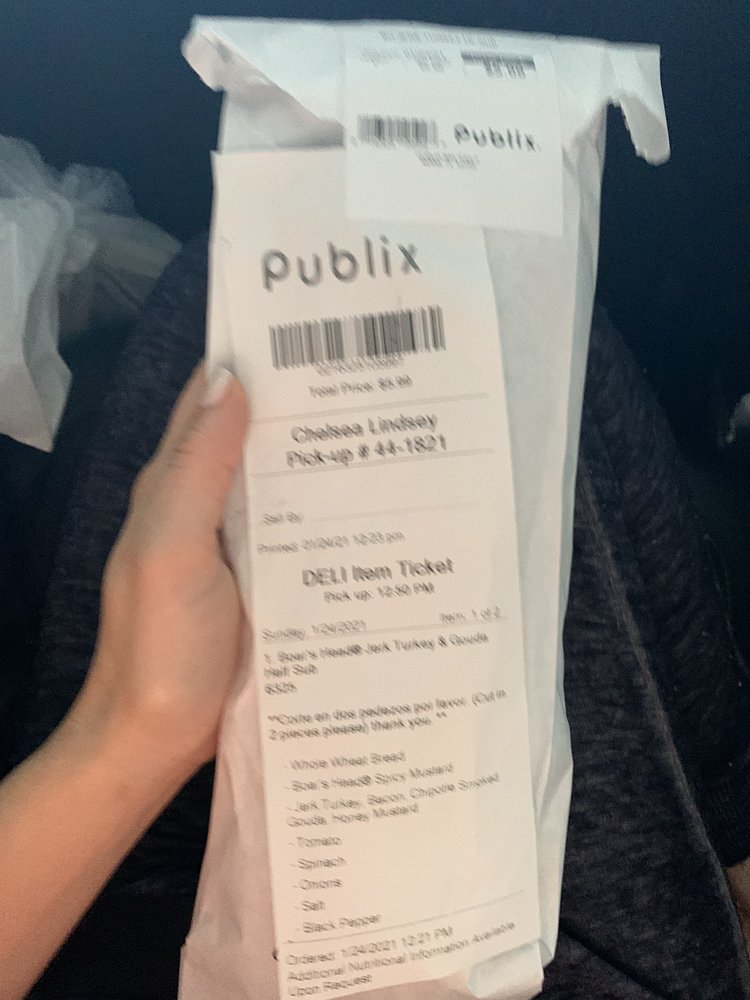 Publix
publix
Total Price: $5.99
Chelsea Lindsey
Pick-up # 44-1821
Sell By
Printed: 01/24/21 12:23 pm
DELI Item Ticket
Pick up: 12:50 PM
Sunday, 1/24/2021 Item: 1 of 2
1. Boar's Head® Jerk Turkey & Gouda
Half Sub
**Corte en dos pedazos por favor. (Cut in
2 pieces please) thank you. **
- Whole Wheat Bread
- Boar's Head® Spicy Mustard
- Jerk Turkey, Bacon, Chipotle Smoked
Gouda, Honey Mustard
- Tomato
- Spinach
- Onions
- Salt
- Black Pepper
Ordered: 1/24/2021 12:21 PM
Additional Nutritional Information Available
Upon Request